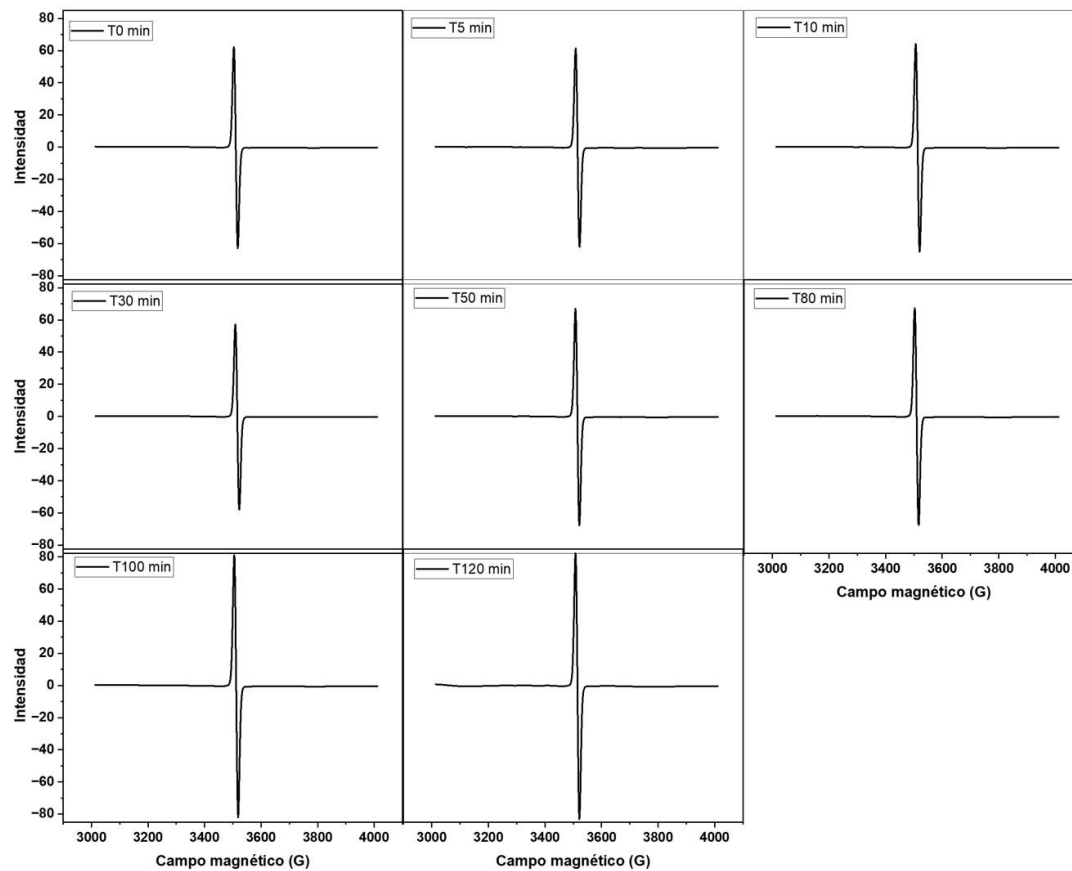 T0 min
T5 min
T10 min
80
60
40
20
0
−20
−40
−60
−80
Intensidad
T30 min
T50 min
T80 min
80
60
40
20
0
−20
−40
−60
−80
Intensidad
3000 3200 3400 3600 3800 4000
Campo magnético (G)
T100 min
T120 min
80
60
40
20
0
−20
−40
−60
−80
Intensidad
3000 3200 3400 3600 3800 4000
Campo magnético (G)
3000 3200 3400 3600 3800 4000
Campo magnético (G)